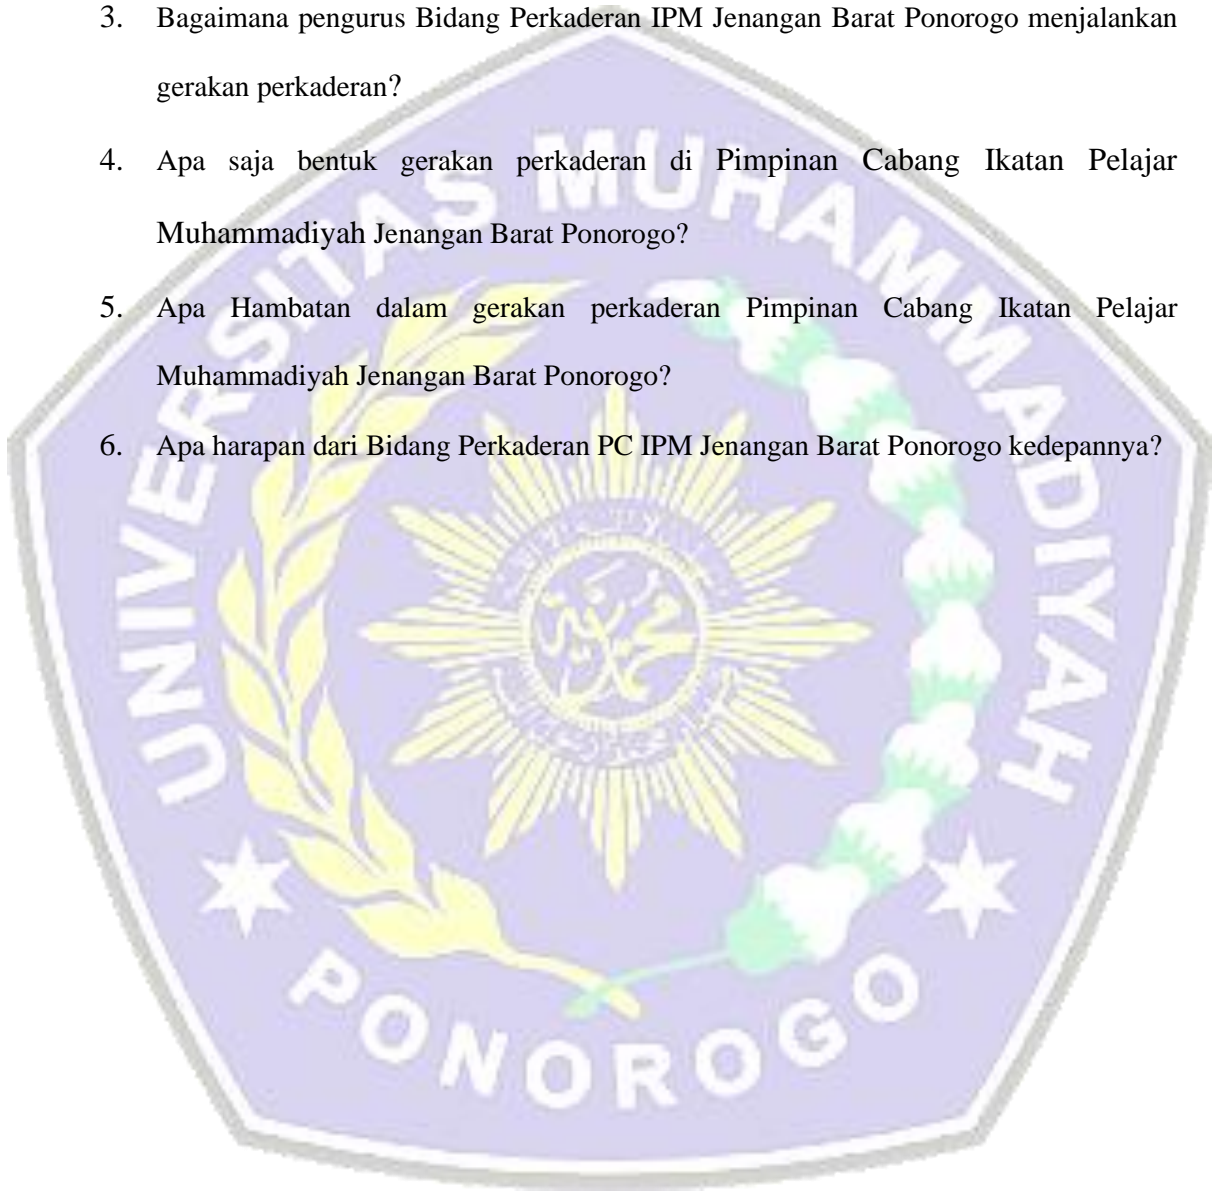 3. Bagaimana pengurus Bidang Perkaderan IPM Jenangan Barat Ponorogo menjalankan
gerakan perkaderan?
4. Apa saja bentuk gerakan perkaderan di Pimpinan Cabang Ikatan Pelajar
Muhammadiyah Jenangan Barat Ponorogo?
5. Apa Hambatan dalam gerakan perkaderan Pimpinan Cabang Ikatan Pelajar
Muhammadiyah Jenangan Barat Ponorogo?
6. Apa harapan dari Bidang Perkaderan PC IPM Jenangan Barat Ponorogo kedepannya?
UNIVERSITAS MUHAMMADIYAH
PONOROGO